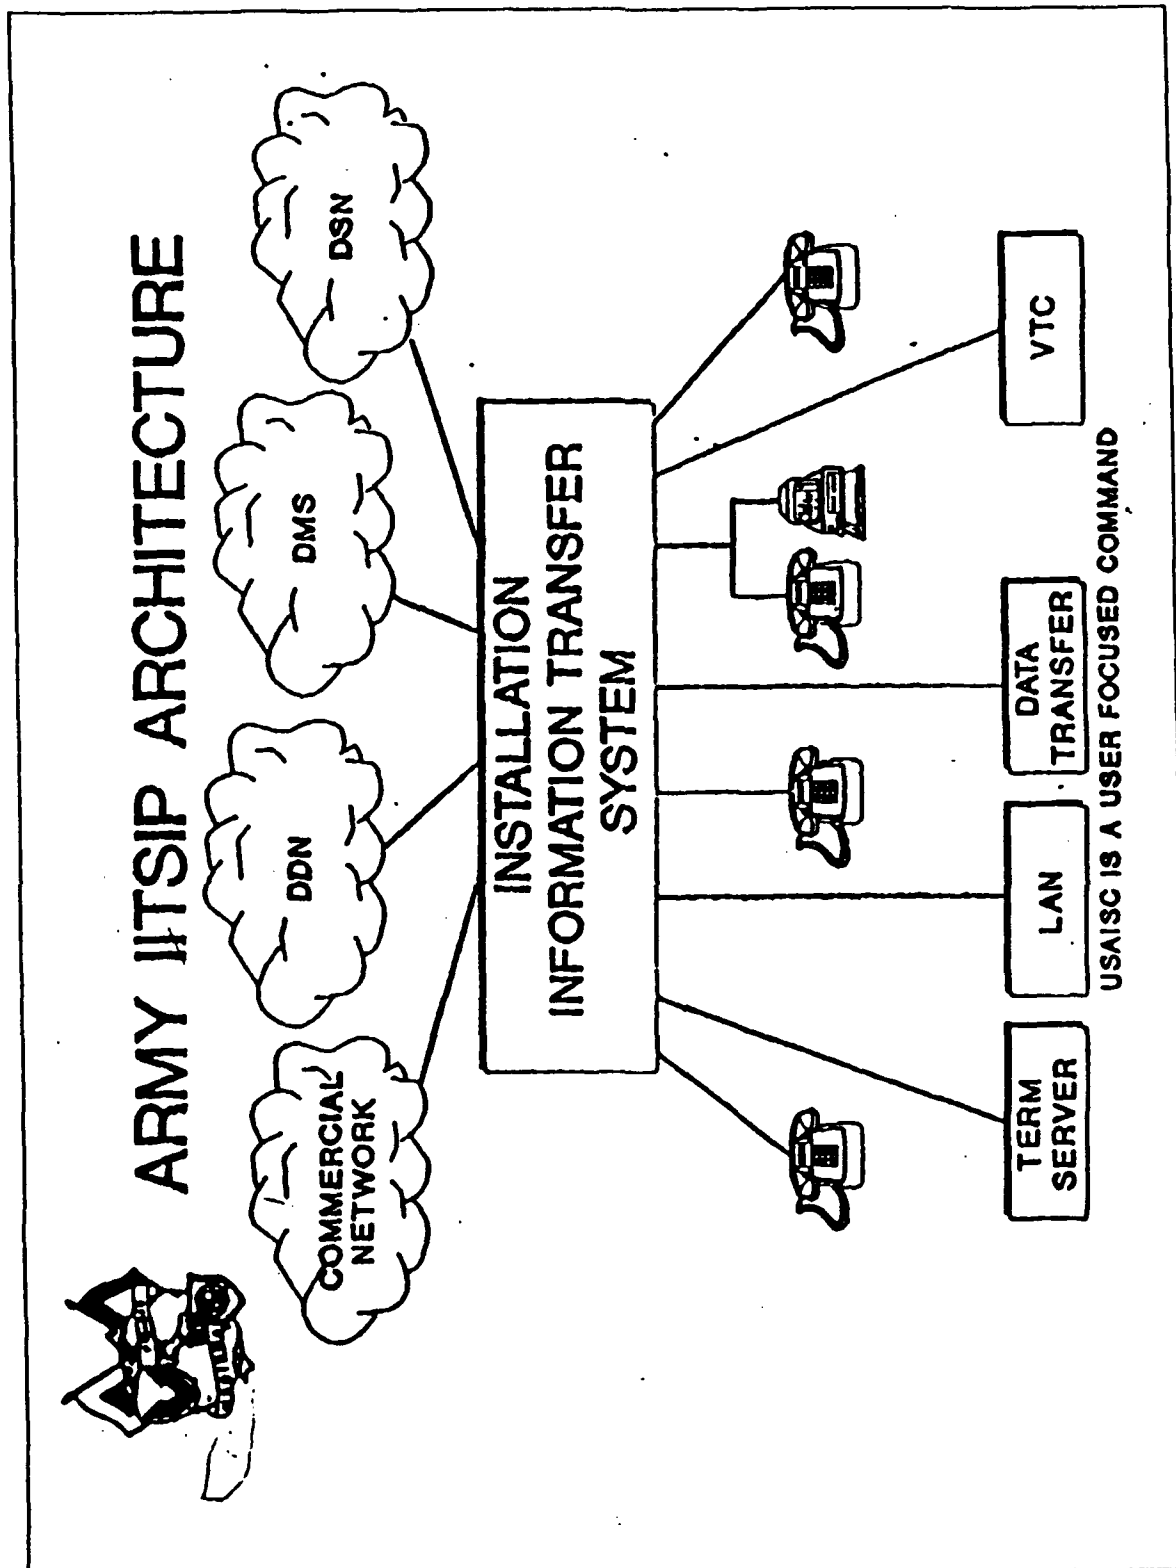 ARMY IITSIP ARCHITECTURE
COMMERCIAL
NETWORK
DDN
DMS
DSN
INSTALLATION
INFORMATION TRANSFER
SYSTEM
TERM
SERVER
LAN
DATA
TRANSFER
VTC
USAISC IS A USER FOCUSED COMMAND